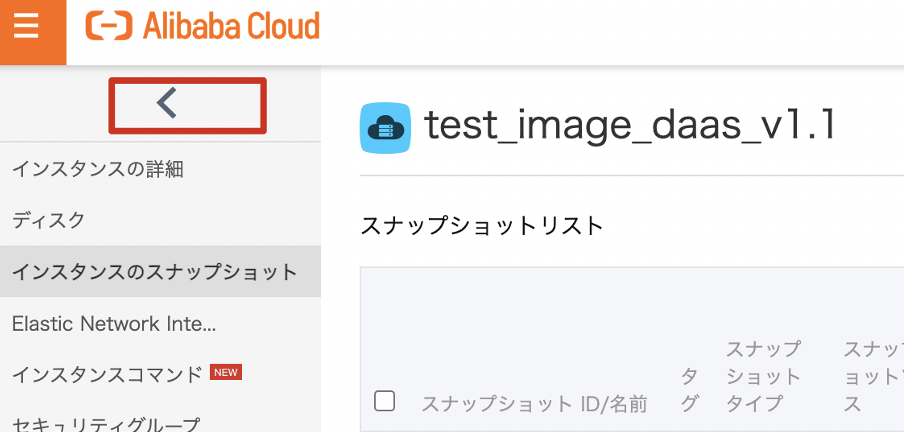 Alibaba Cloud
インスタンスの詳細
ディスク
インスタンスのスナップショット
Elastic Network Inte...
インスタンスコマンド NEW
セキュリティグループ
test_image_daas_v1.1
スナップショットリスト
スナップショット ID/名前
タ
グ
スナップ
ショット
タイプ
スナッ
ョット
ス